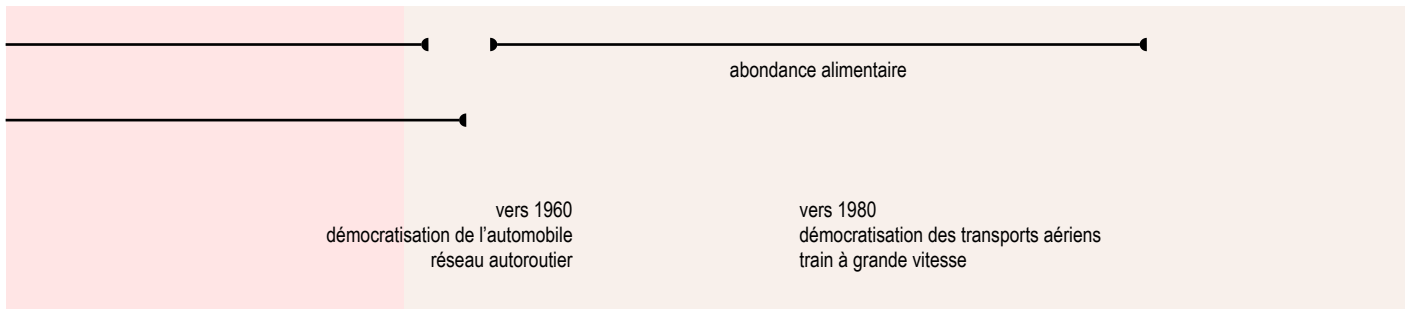 abondance alimentaire
vers 1960
démocratisation de l’automobile
réseau autoroutier
vers 1980
démocratisation des transports aériens
train à grande vitesse